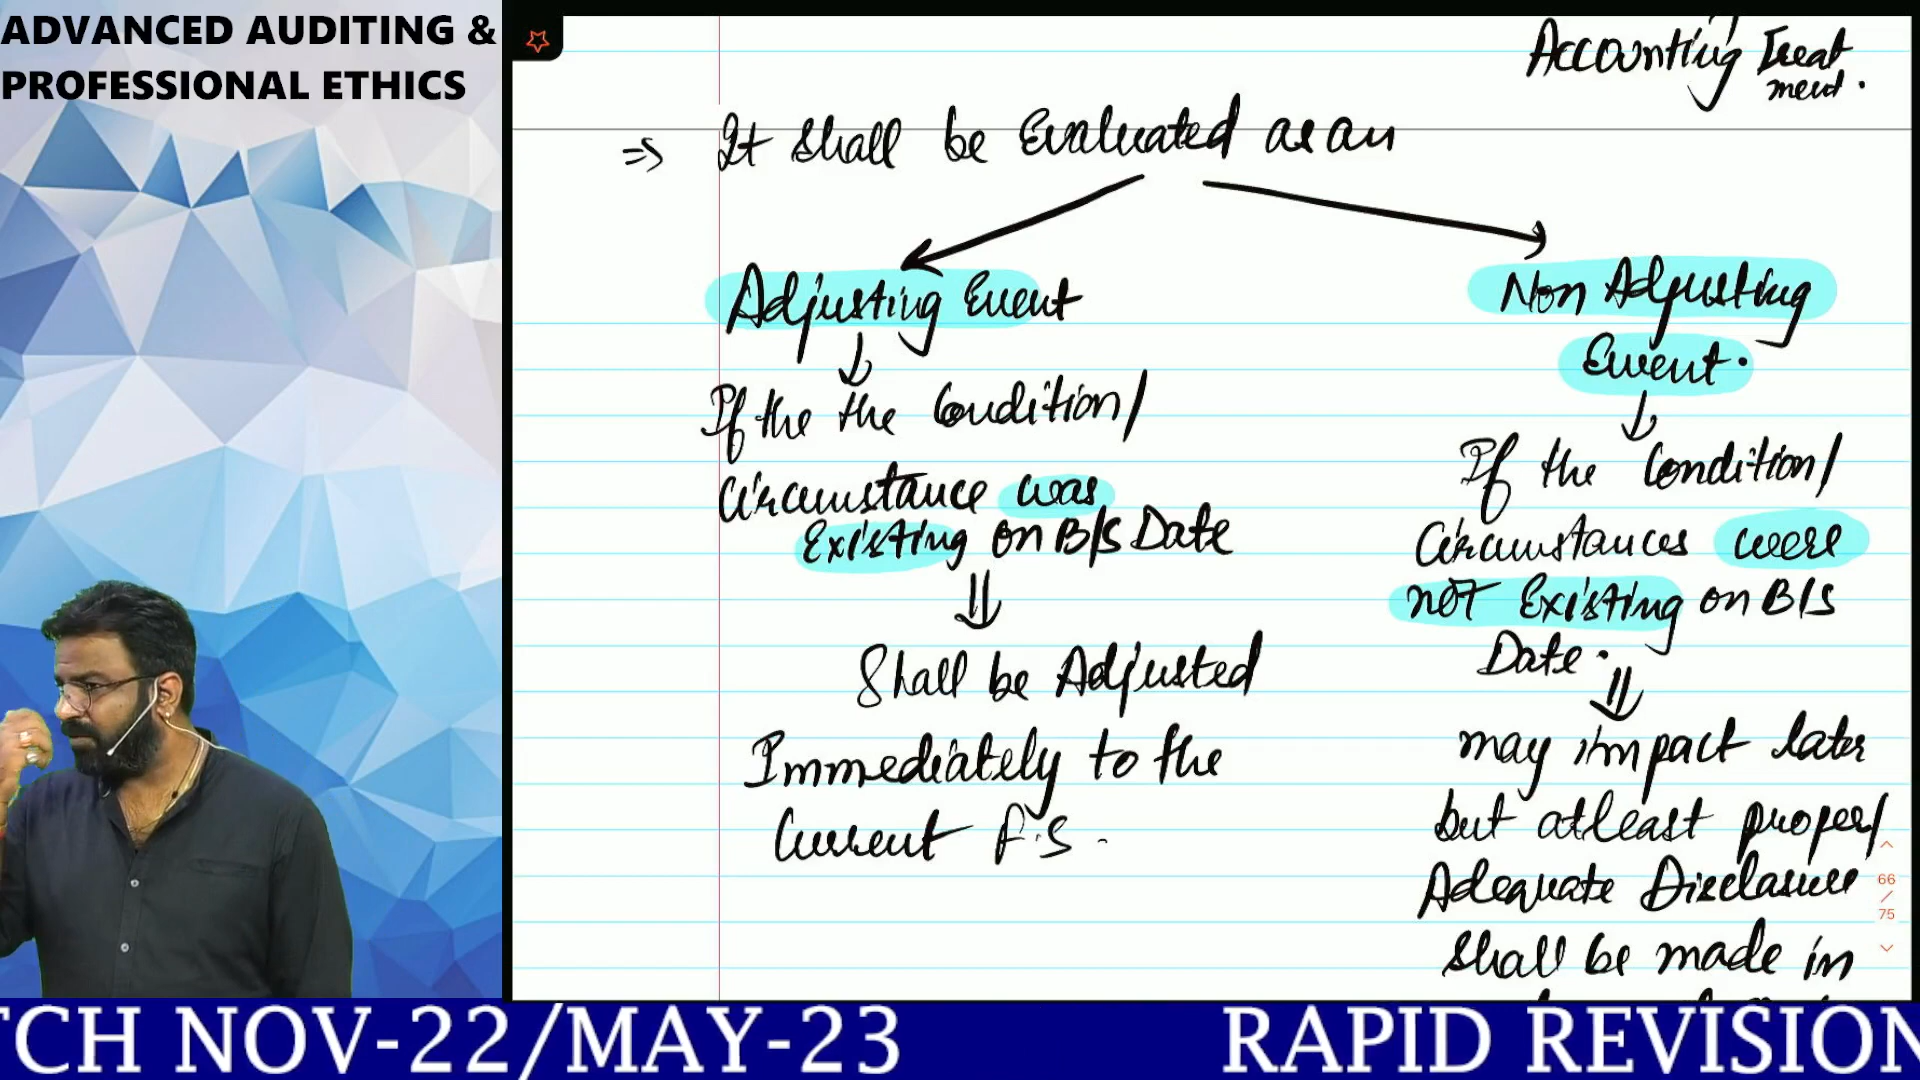 ADVANCED AUDITING &
PROFESSIONAL ETHICS
Accounting Treat
ment.
=> It shall be Evaluated as an
Adjusting Event
If the the Condition/
Circumstance was
Existing on B/S Date
Shall be Adjusted
Immediately to the
Current F.S.
Non Adjusting
Event.
If the Condition/
Circumstances were
not Existing on B/S
Date.
may impact later
but atleast proper/
Adequate Disclosure
shall be made in
66
/
75
TCH NOV-22/MAY-23 RAPID REVISION